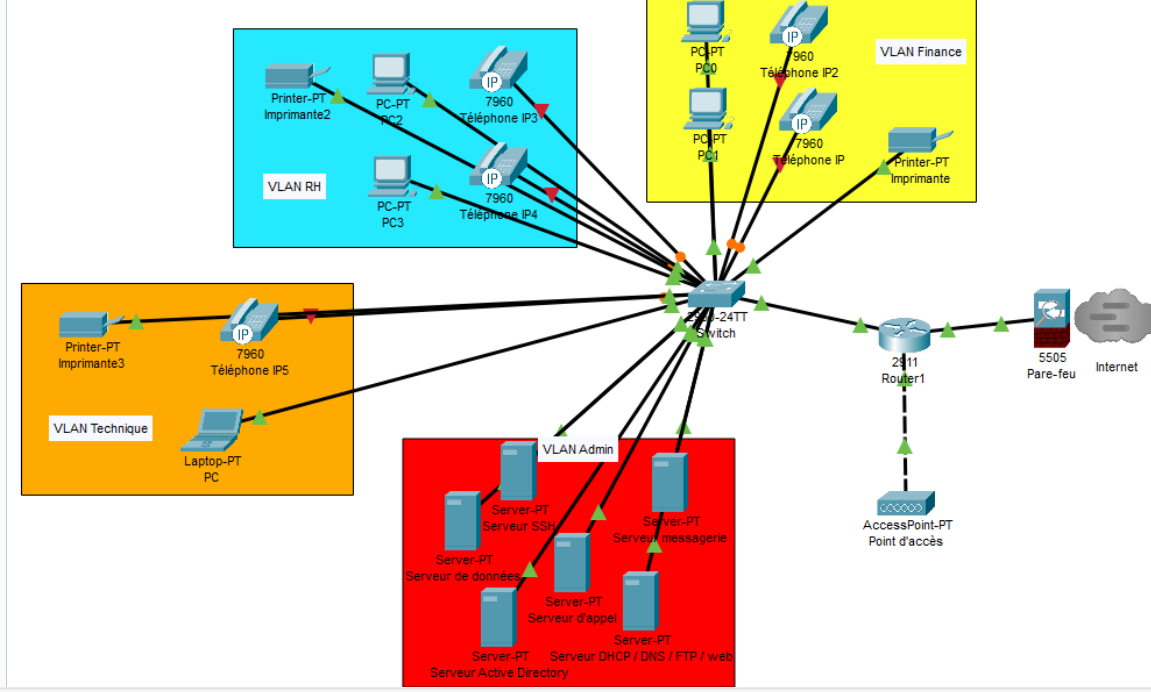 PC-PT
PC0
7960
Téléphone IP2
VLAN Finance
IP
PC-PT
PC1
7960
Téléphone IP
IP
Printer-PT
Imprimante
Printer-PT
Imprimante2
PC-PT
PC2
7960
Téléphone IP3
IP
VLAN RH
PC-PT
PC3
7960
Téléphone IP4
IP
Printer-PT
Imprimante3
7960
Téléphone IP5
IP
VLAN Technique
Laptop-PT
PC
2960-24TT
Switch
2911
Router1
5505
Pare-feu
Internet
AccessPoint-PT
Point d'accès
VLAN Admin
Server-PT
Serveur SSH
Server-PT
Serveur messagerie
Server-PT
Serveur de données
Server-PT
Serveur d'appel
Server-PT
Serveur DHCP / DNS / FTP / web
Server-PT
Serveur Active Directory